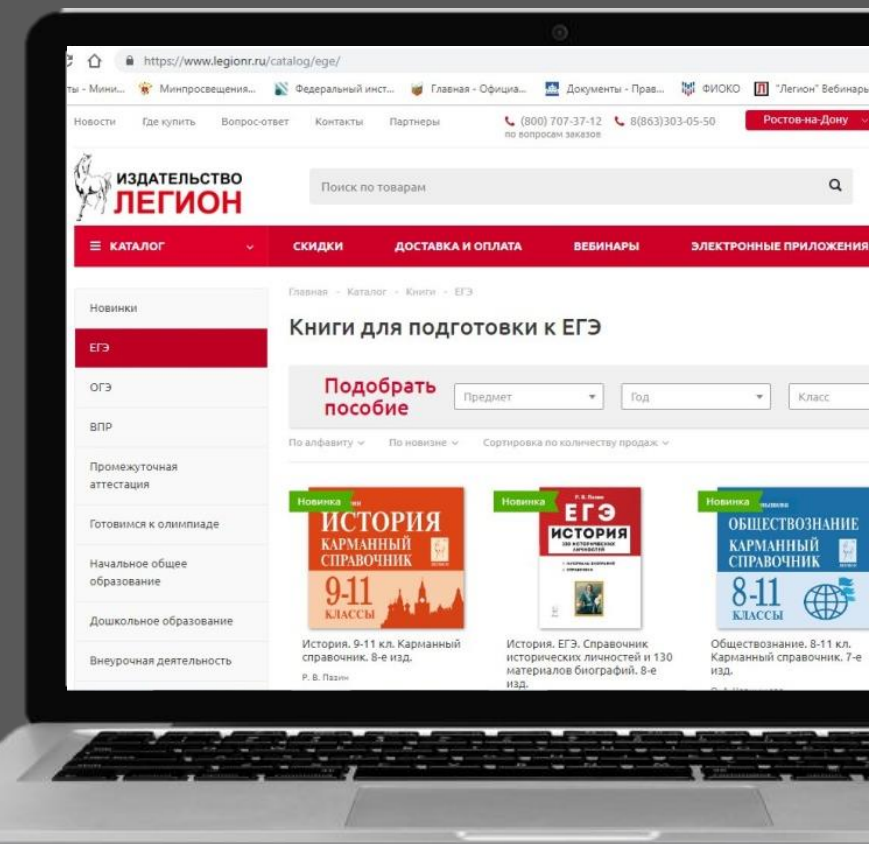 https://www.legionr.ru/catalog/ege/
ты - Мини... Минпросвещения... Федеральный инст... Главная - Официа... Документы - Прав... ФИОКО "Легион" Вебинары
Новости Где купить Вопрос-ответ Контакты Партнеры (800) 707-37-12 8(863)303-05-50 Ростов-на-Дону
по вопросам заказов
ИЗДАТЕЛЬСТВО
ЛЕГИОН
Поиск по товарам
КАТАЛОГ СКИДКИ ДОСТАВКА И ОПЛАТА ВЕБИНАРЫ ЭЛЕКТРОННЫЕ ПРИЛОЖЕНИЯ
Главная - Каталог - Книги - ЕГЭ
Книги для подготовки к ЕГЭ
Новинки
ЕГЭ
ОГЭ
ВПР
Промежуточная
аттестация
Готовимся к олимпиаде
Начальное общее
образование
Дошкольное образование
Внеурочная деятельность
Подобрать
пособие
Предмет Год Класс
По алфавиту По новизне Сортировка по количеству продаж
Новинка
ИСТОРИЯ
КАРМАННЫЙ
СПРАВОЧНИК
9-11
КЛАССЫ
История. 9-11 кл. Карманный
справочник. 8-е изд.
Р. В. Пазин
Новинка
Р. В. Пазин
ЕГЭ
ИСТОРИЯ
История. ЕГЭ. Справочник
исторических личностей и 130
материалов биографий. 8-е
изд.
Новинка
ОБЩЕСТВОЗНАНИЕ
КАРМАННЫЙ
СПРАВОЧНИК
8-11
КЛАССЫ
Обществознание. 8-11 кл.
Карманный справочник. 7-е
изд.